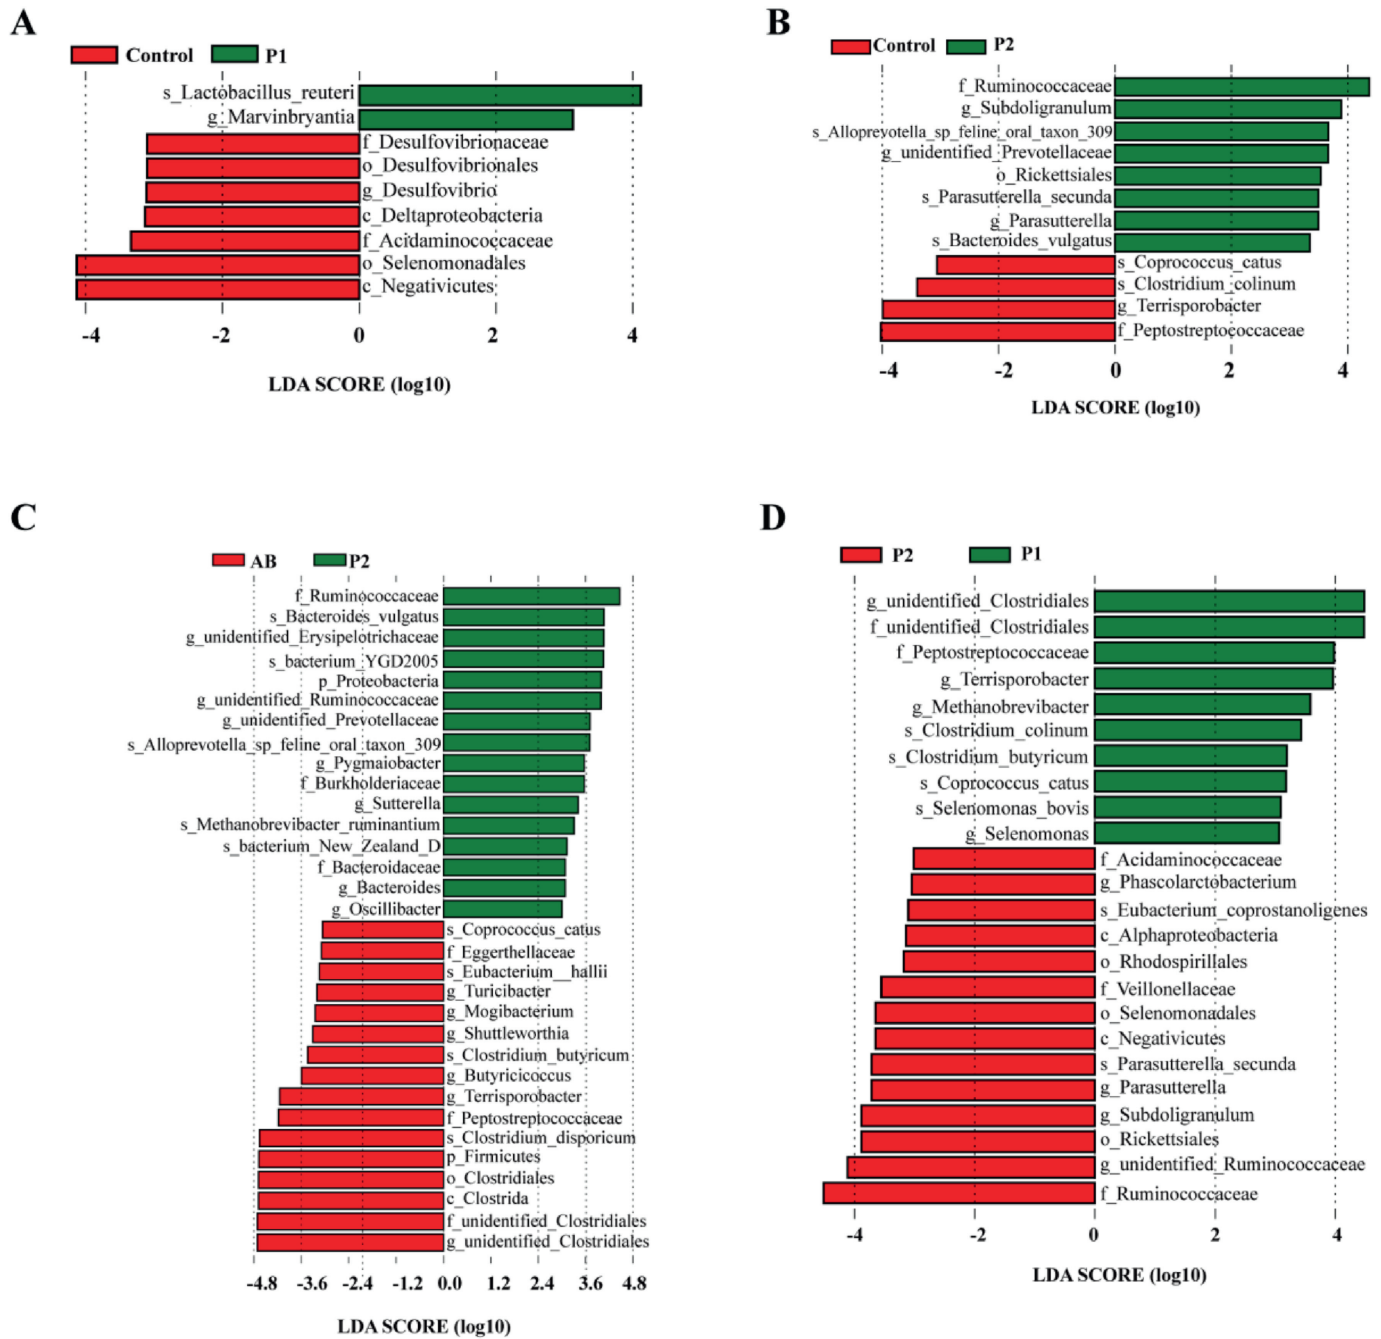 A
Control P1
s_Lactobacillus_reuteri
g_Marvinbryantia
f_Desulfovibrionaceae
o_Desulfovibrionales
g_Desulfovibrio
c_Deltaproteobacteria
f_Acidaminococcaceae
o_Selenomonadales
c_Negativicutes
-4 -2 0 2 4
LDA SCORE (log10)
B
Control P2
f_Ruminococcaceae
g_Subdoligranulum
s_Alloprevotella_sp_feline_oral_taxon_309
g_unidentified_Prevotellaceae
o_Rickettsiales
s_Parasutterella_secunda
g_Parasutterella
s_Bacteroides_vulgatus
s_Coprococcus_catus
s_Clostridium_colinum
g_Terrisporobacter
f_Peptostreptococcaceae
-4 -2 0 2 4
LDA SCORE (log10)
C
AB P2
f_Ruminococcaceae
s_Bacteroides_vulgatus
g_unidentified_Erysipelotrichaceae
s_bacterium_YGD2005
p_Proteobacteria
g_unidentified_Ruminococcaceae
g_unidentified_Prevotellaceae
s_Alloprevotella_sp_feline_oral_taxon_309
g_Pygmaiobacter
f_Burkholderiaceae
g_Sutterella
s_Methanobrevibacter_ruminantium
s_bacterium_New_Zealand_D
f_Bacteroidaceae
g_Bacteroides
g_Oscillibacter
s_Coprococcus_catus
f_Eggerthellaceae
s_Eubacterium__hallii
g_Turicibacter
g_Mogibacterium
g_Shuttleworthia
s_Clostridium_butyricum
g_Butyricicoccus
g_Terrisporobacter
f_Peptostreptococcaceae
s_Clostridium_disporicum
p_Firmicutes
o_Clostridiales
c_Clostrida
f_unidentified_Clostridiales
g_unidentified_Clostridiales
-4.8 -3.6 -2.4 -1.2 0.0 1.2 2.4 3.6 4.8
LDA SCORE (log10)
D
P2 P1
g_unidentified_Clostridiales
f_unidentified_Clostridiales
f_Peptostreptococcaceae
g_Terrisporobacter
g_Methanobrevibacter
s_Clostridium_colinum
s_Clostridium_butyricum
s_Coprococcus_catus
s_Selenomonas_bovis
g_Selenomonas
f_Acidaminococcaceae
g_Phascolarctobacterium
s_Eubacterium_coprostanoligenes
c_Alphaproteobacteria
o_Rhodospirillales
f_Veillonellaceae
o_Selenomonadales
c_Negativicutes
s_Parasutterella_secunda
g_Parasutterella
g_Subdoligranulum
o_Rickettsiales
g_unidentified_Ruminococcaceae
f_Ruminococcaceae
-4 -2 0 2 4
LDA SCORE (log10)